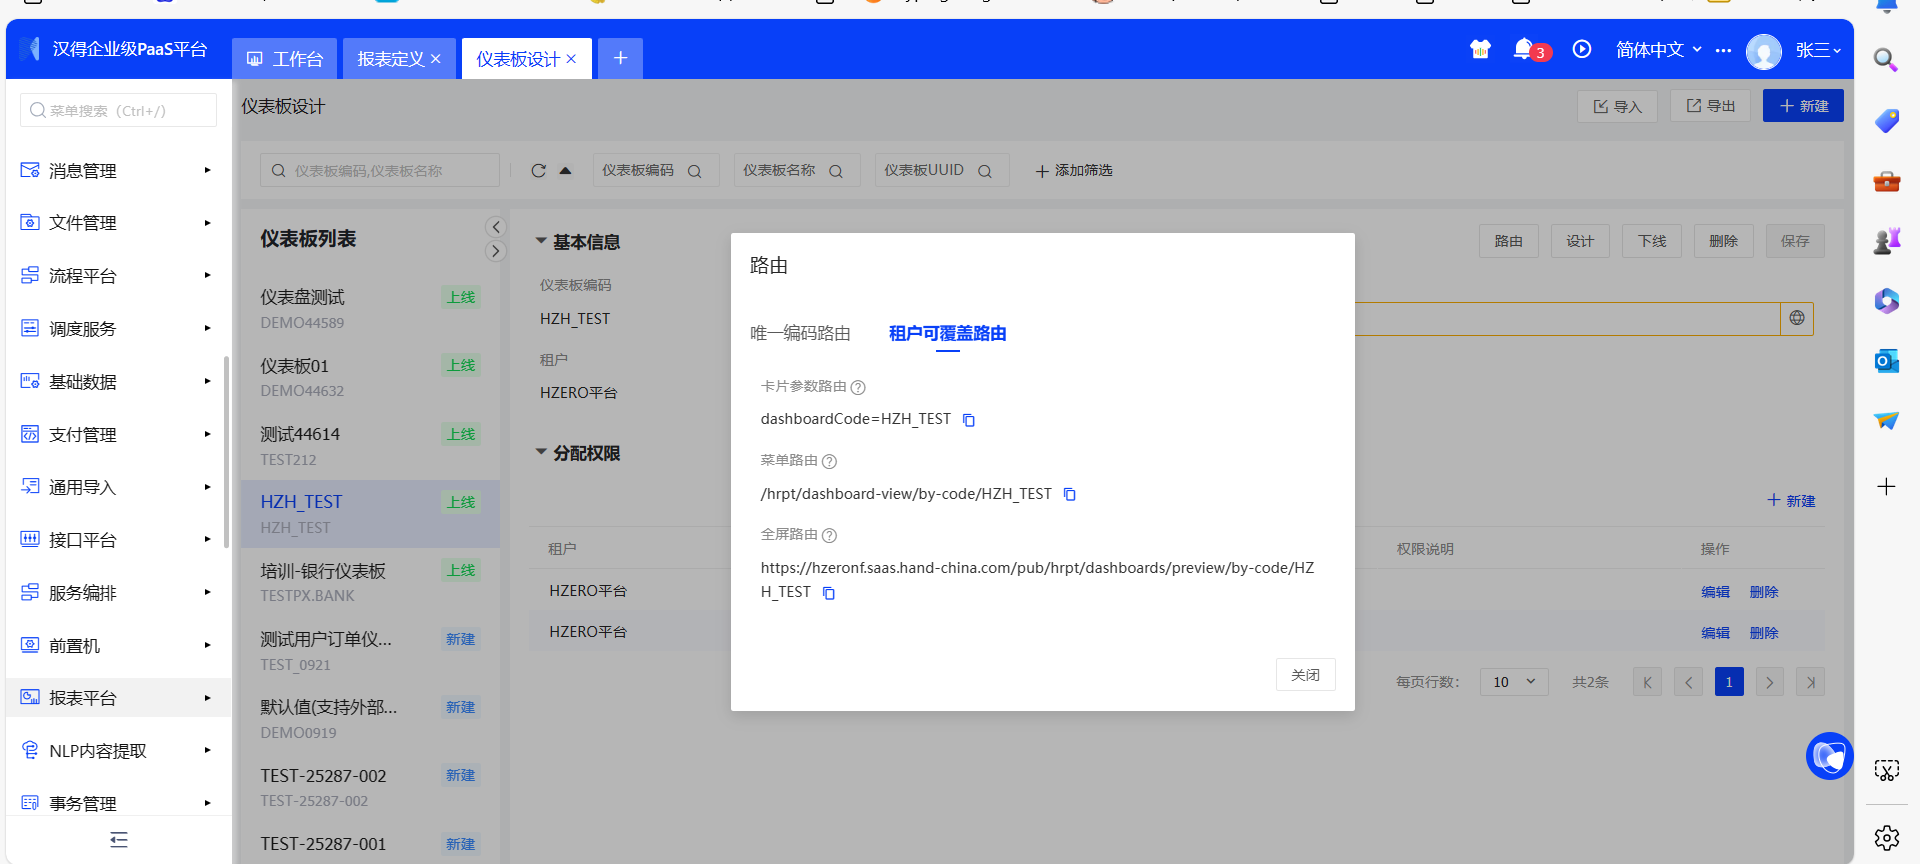 汉得企业级PaaS平台
工作台
报表定义
仪表板设计
3
简体中文
张三
菜单搜索（Ctrl+/）
消息管理
文件管理
流程平台
调度服务
基础数据
支付管理
通用导入
接口平台
服务编排
前置机
报表平台
NLP内容提取
事务管理
仪表板设计
导入
导出
新建
仪表板编码,仪表板名称
仪表板编码
仪表板名称
仪表板UUID
添加筛选
仪表板列表
仪表盘测试
上线
DEMO44589
仪表板01
上线
DEMO44632
测试44614
上线
TEST212
HZH_TEST
上线
HZH_TEST
培训-银行仪表板
上线
TESTPX.BANK
测试用户订单仪...
新建
TEST_0921
默认值(支持外部...
新建
DEMO0919
TEST-25287-002
新建
TEST-25287-002
TEST-25287-001
新建
基本信息
路由
设计
下线
删除
保存
仪表板编码
HZH_TEST
租户
HZERO平台
分配权限
新建
租户
权限说明
操作
HZERO平台
编辑
删除
HZERO平台
编辑
删除
每页行数：
10
共2条
1
路由
唯一编码路由
租户可覆盖路由
卡片参数路由
dashboardCode=HZH_TEST
菜单路由
/hrpt/dashboard-view/by-code/HZH_TEST
全屏路由
https://hzeronf.saas.hand-china.com/pub/hrpt/dashboards/preview/by-code/HZ
H_TEST
关闭